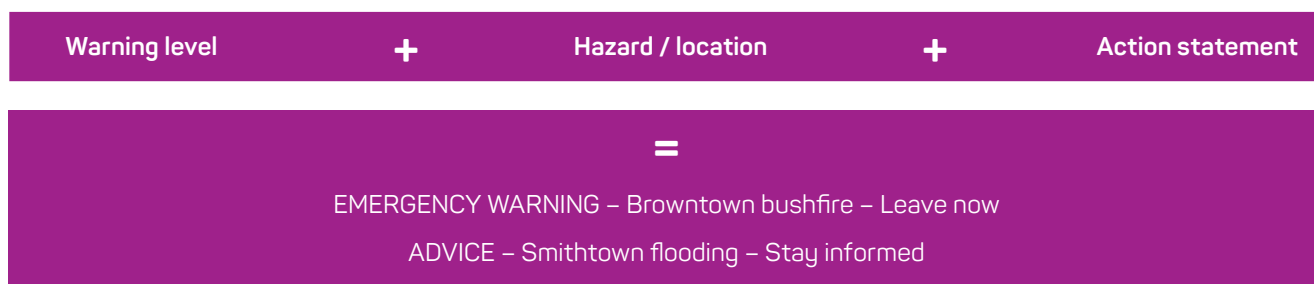 Warning level + Hazard / location + Action statement
=
EMERGENCY WARNING – Browntown bushfire – Leave now
ADVICE – Smithtown flooding – Stay informed